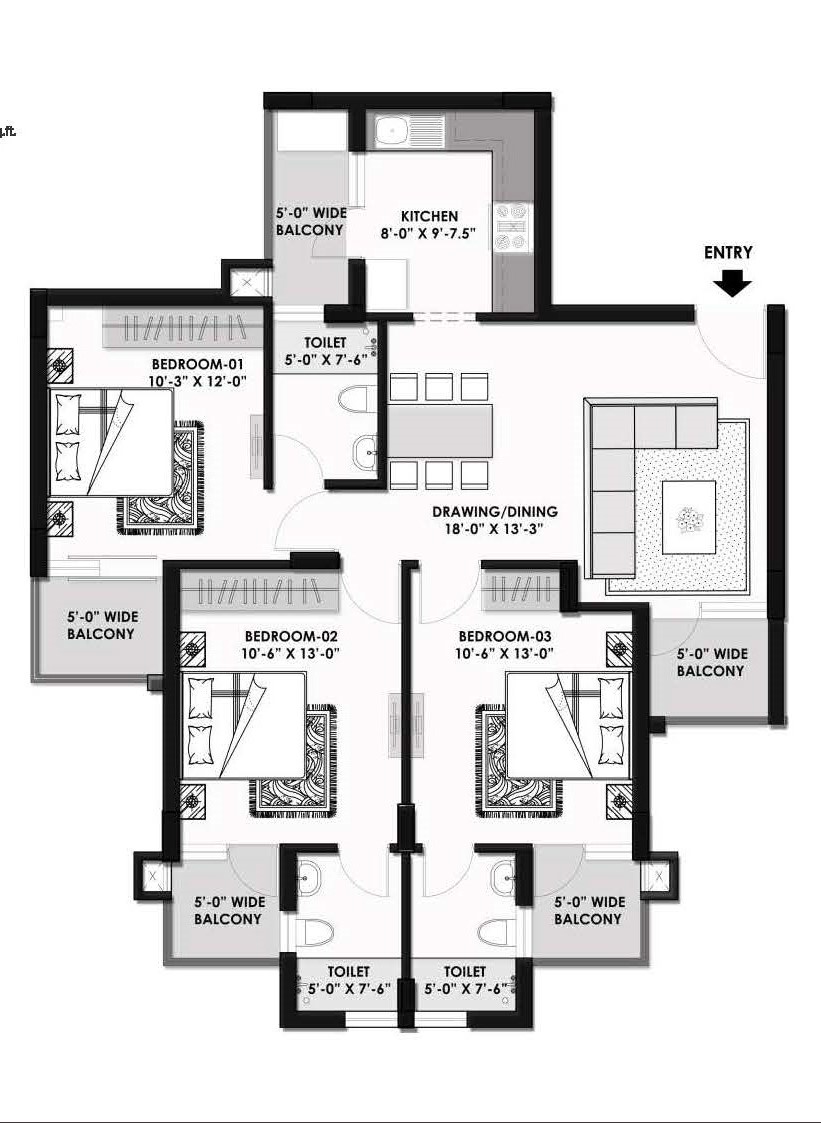 .ft.
5'-0" WIDE
BALCONY
KITCHEN
8'-0" X 9'-7.5"
ENTRY
TOILET
5'-0" X 7'-6"
BEDROOM-01
10'-3" X 12'-0"
DRAWING/DINING
18'-0" X 13'-3"
5'-0" WIDE
BALCONY
BEDROOM-02
10'-6" X 13'-0"
BEDROOM-03
10'-6" X 13'-0"
5'-0" WIDE
BALCONY
5'-0" WIDE
BALCONY
5'-0" WIDE
BALCONY
TOILET
5'-0" X 7'-6"
TOILET
5'-0" X 7'-6"